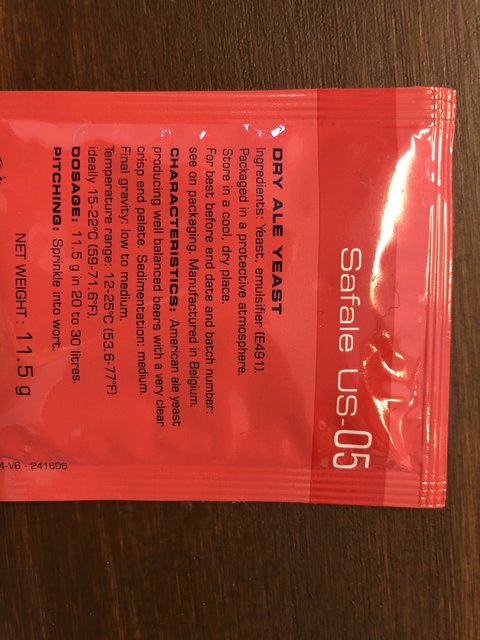 Safale US-05
DRY ALE YEAST
Ingredients: Yeast, emulsifier (E491).
Packaged in a protective atmosphere.
Store in a cool, dry place.
For best before end date and batch number:
see on packaging. Manufactured in Belgium.
CHARACTERISTICS: American ale yeast
producing well balanced beers with a very clear
crisp end palate. Sedimentation: medium.
Final gravity: low to medium.
Temperature range: 12-25°C (53.6-77°F)
ideally 15-22°C (59-71.6°F).
DOSAGE: 11.5 g in 20 to 30 litres.
PITCHING: Sprinkle into wort.
NET WEIGHT: 11.5 g
4-V6 - 241606